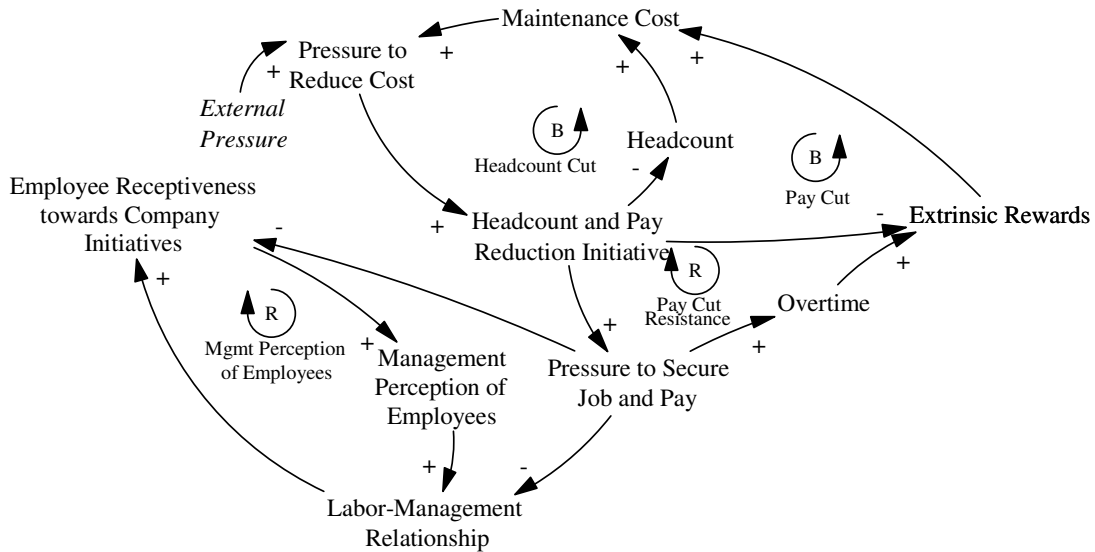 Maintenance Cost
+
+
Pressure to
Reduce Cost
+
+
+
External
Pressure
B
Headcount Cut
Headcount
-
B
Pay Cut
Employee Receptiveness
towards Company
Initiatives
-
+
+
Headcount and Pay
Reduction Initiative
-
Extrinsic Rewards
+
R
Pay Cut
Resistance
Overtime
+
+
R
Mgmt Perception
of Employees
+
Management
Perception of
Employees
Pressure to Secure
Job and Pay
+
-
Labor-Management
Relationship